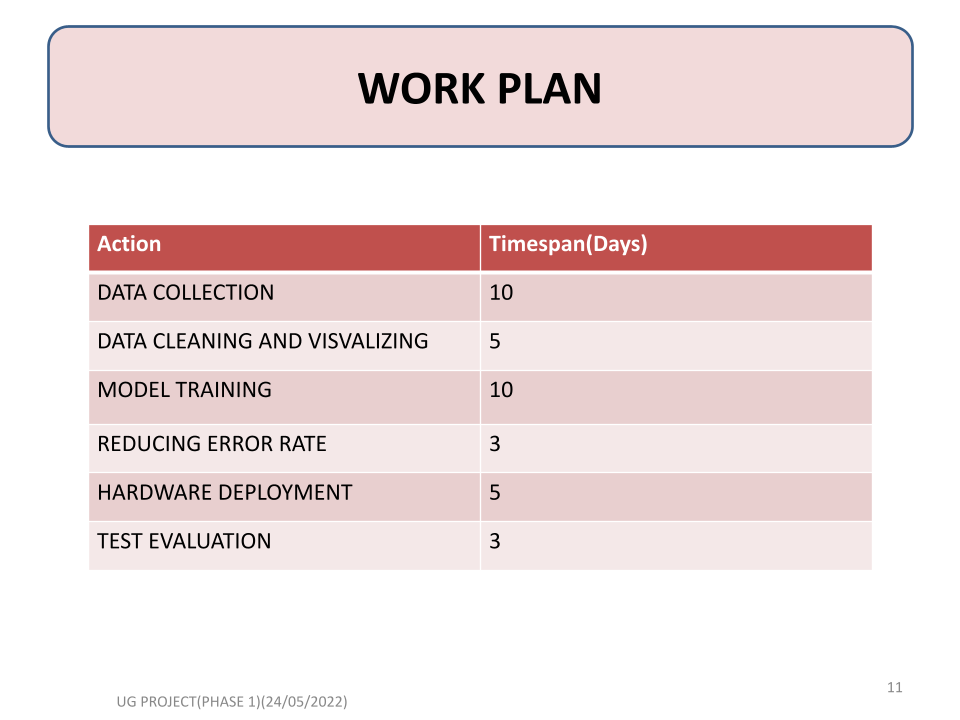 WORK PLAN
Action Timespan(Days)
DATA COLLECTION 10
DATA CLEANING AND VISVALIZING 5
MODEL TRAINING 10
REDUCING ERROR RATE 3
HARDWARE DEPLOYMENT 5
TEST EVALUATION 3
UG PROJECT(PHASE 1)(24/05/2022)
11